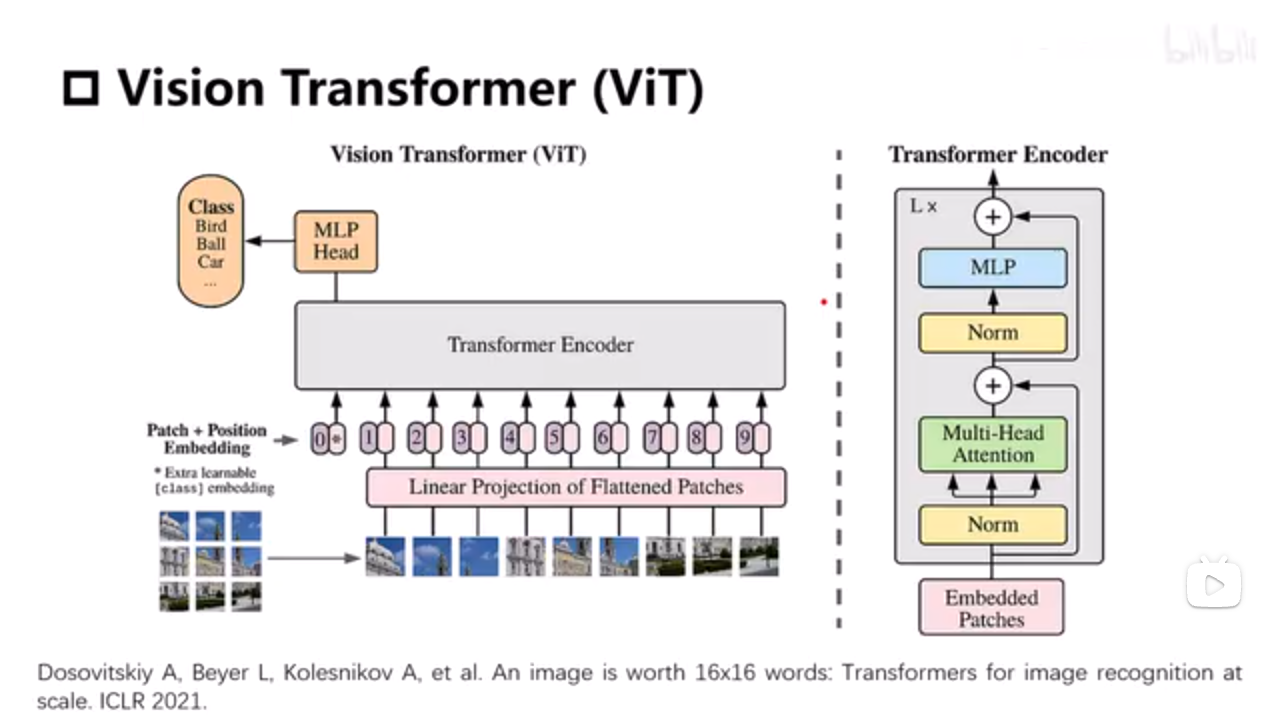 Vision Transformer (ViT)
Vision Transformer (ViT)
Class
Bird
Ball
Car
...
MLP
Head
Transformer Encoder
Patch + Position
Embedding
* Extra learnable
[class] embedding
0 * 1 2 3 4 5 6 7 8 9
Linear Projection of Flattened Patches
Transformer Encoder
L ×
+
MLP
Norm
+
Multi-Head
Attention
Norm
Embedded
Patches
Dosovitskiy A, Beyer L, Kolesnikov A, et al. An image is worth 16x16 words: Transformers for image recognition at
scale. ICLR 2021.
bilibili